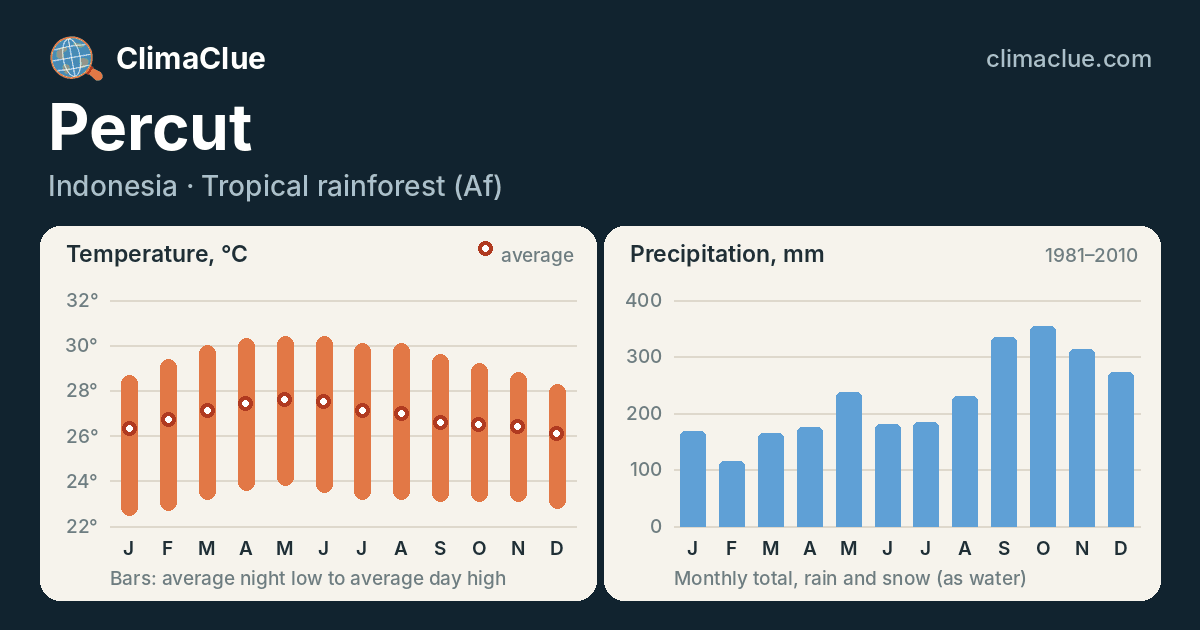 ClimaClue
climaclue.com
Percut
Indonesia · Tropical rainforest (Af)
Temperature, °C
average
32°
30°
28°
26°
24°
22°
J F M A M J J A S O N D
Bars: average night low to average day high
Precipitation, mm
1981–2010
400
300
200
100
0
J F M A M J J A S O N D
Monthly total, rain and snow (as water)